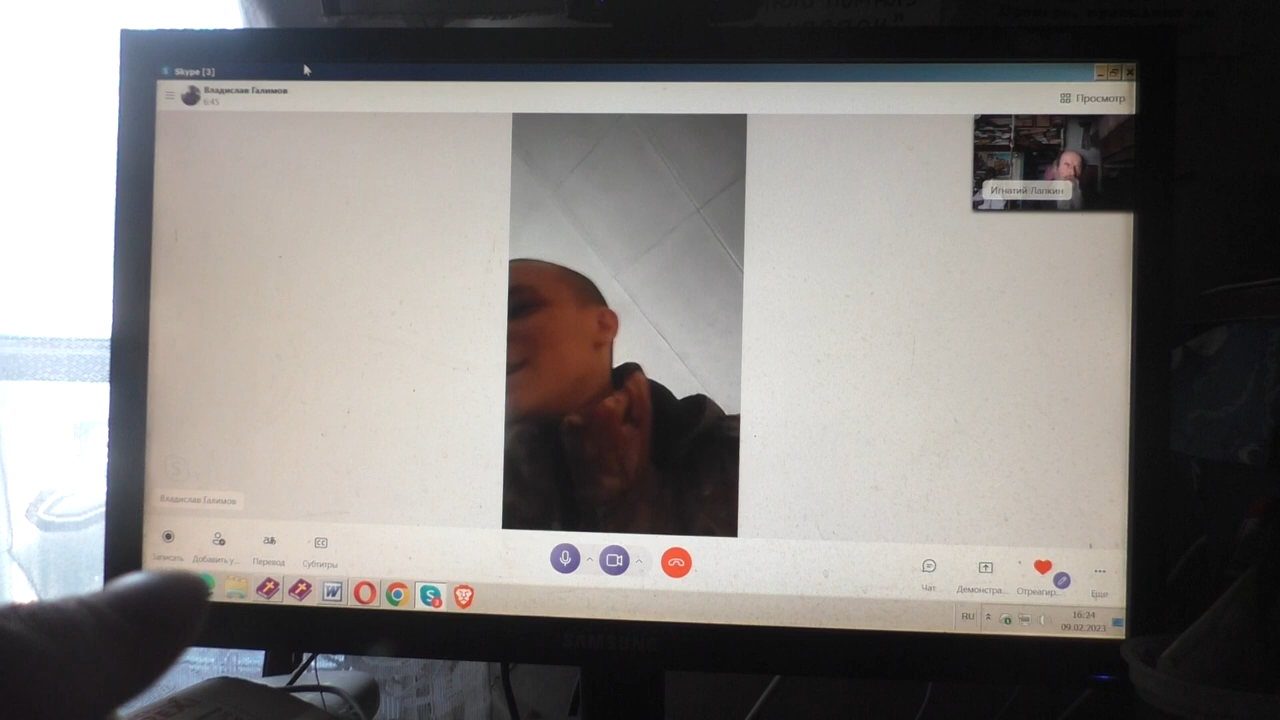 Skype [3]
Владислав Галимов
6:45
Просмотр
Игнатий Лапкин
Владислав Галимов
Записать
Добавить у...
Перевод
Субтитры
Чат
Демонстра...
Отреагир...
Еще
RU
16:24
09.02.2023
SAMSUNG